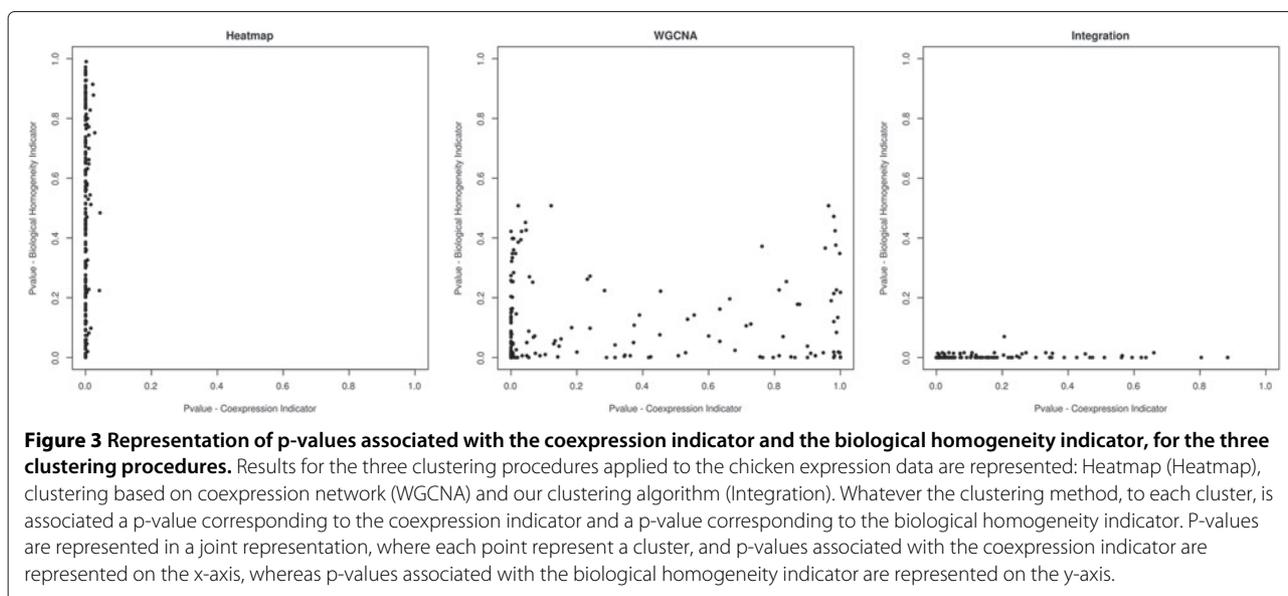 Heatmap
Pvalue - Biological Homogeneity Indicator
1.0
0.8
0.6
0.4
0.2
0.0
0.0 0.2 0.4 0.6 0.8 1.0
Pvalue - Coexpression Indicator
WGCNA
Pvalue - Biological Homogeneity Indicator
1.0
0.8
0.6
0.4
0.2
0.0
0.0 0.2 0.4 0.6 0.8 1.0
Pvalue - Coexpression Indicator
Integration
Pvalue - Biological Homogeneity Indicator
1.0
0.8
0.6
0.4
0.2
0.0
0.0 0.2 0.4 0.6 0.8 1.0
Pvalue - Coexpression Indicator
Figure 3 Representation of p-values associated with the coexpression indicator and the biological homogeneity indicator, for the three
clustering procedures. Results for the three clustering procedures applied to the chicken expression data are represented: Heatmap (Heatmap),
clustering based on coexpression network (WGCNA) and our clustering algorithm (Integration). Whatever the clustering method, to each cluster, is
associated a p-value corresponding to the coexpression indicator and a p-value corresponding to the biological homogeneity indicator. P-values
are represented in a joint representation, where each point represent a cluster, and p-values associated with the coexpression indicator are
represented on the x-axis, whereas p-values associated with the biological homogeneity indicator are represented on the y-axis.